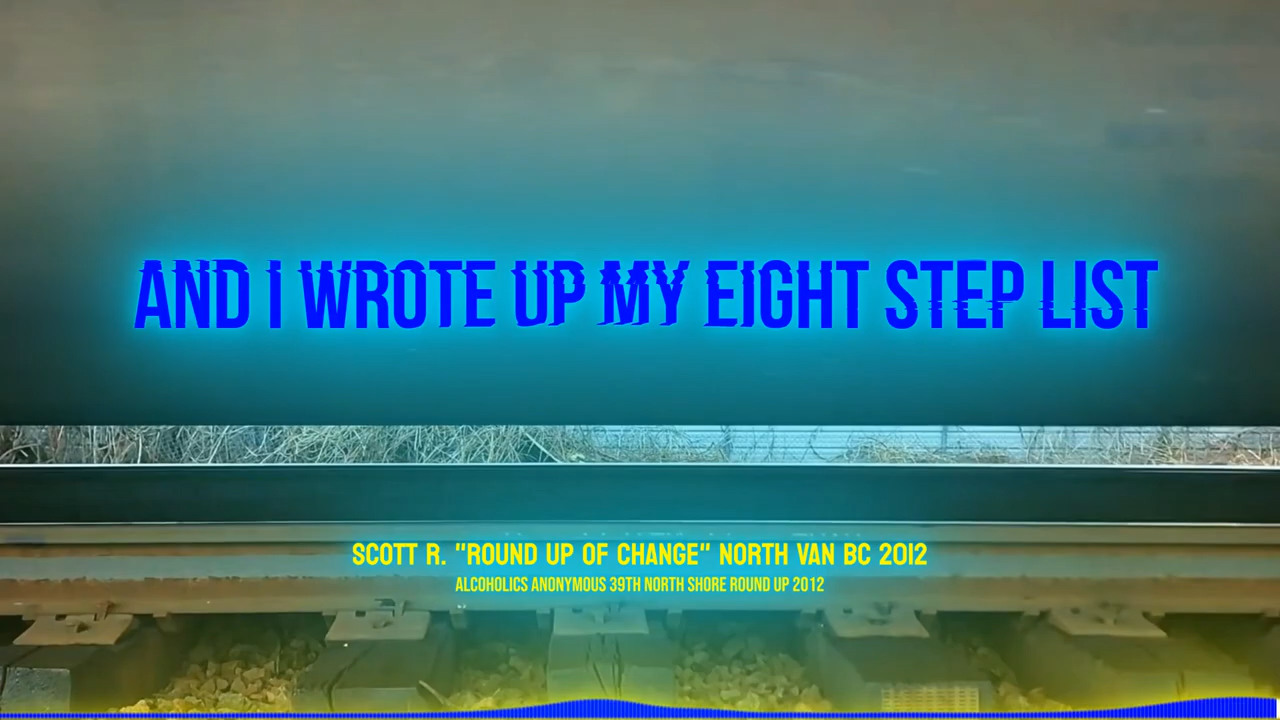 AND I WROTE UP MY EIGHT STEP LIST
SCOTT R. "ROUND UP OF CHANGE" NORTH VAN BC 2012
ALCOHOLICS ANONYMOUS 39TH NORTH SHORE ROUND UP 2012